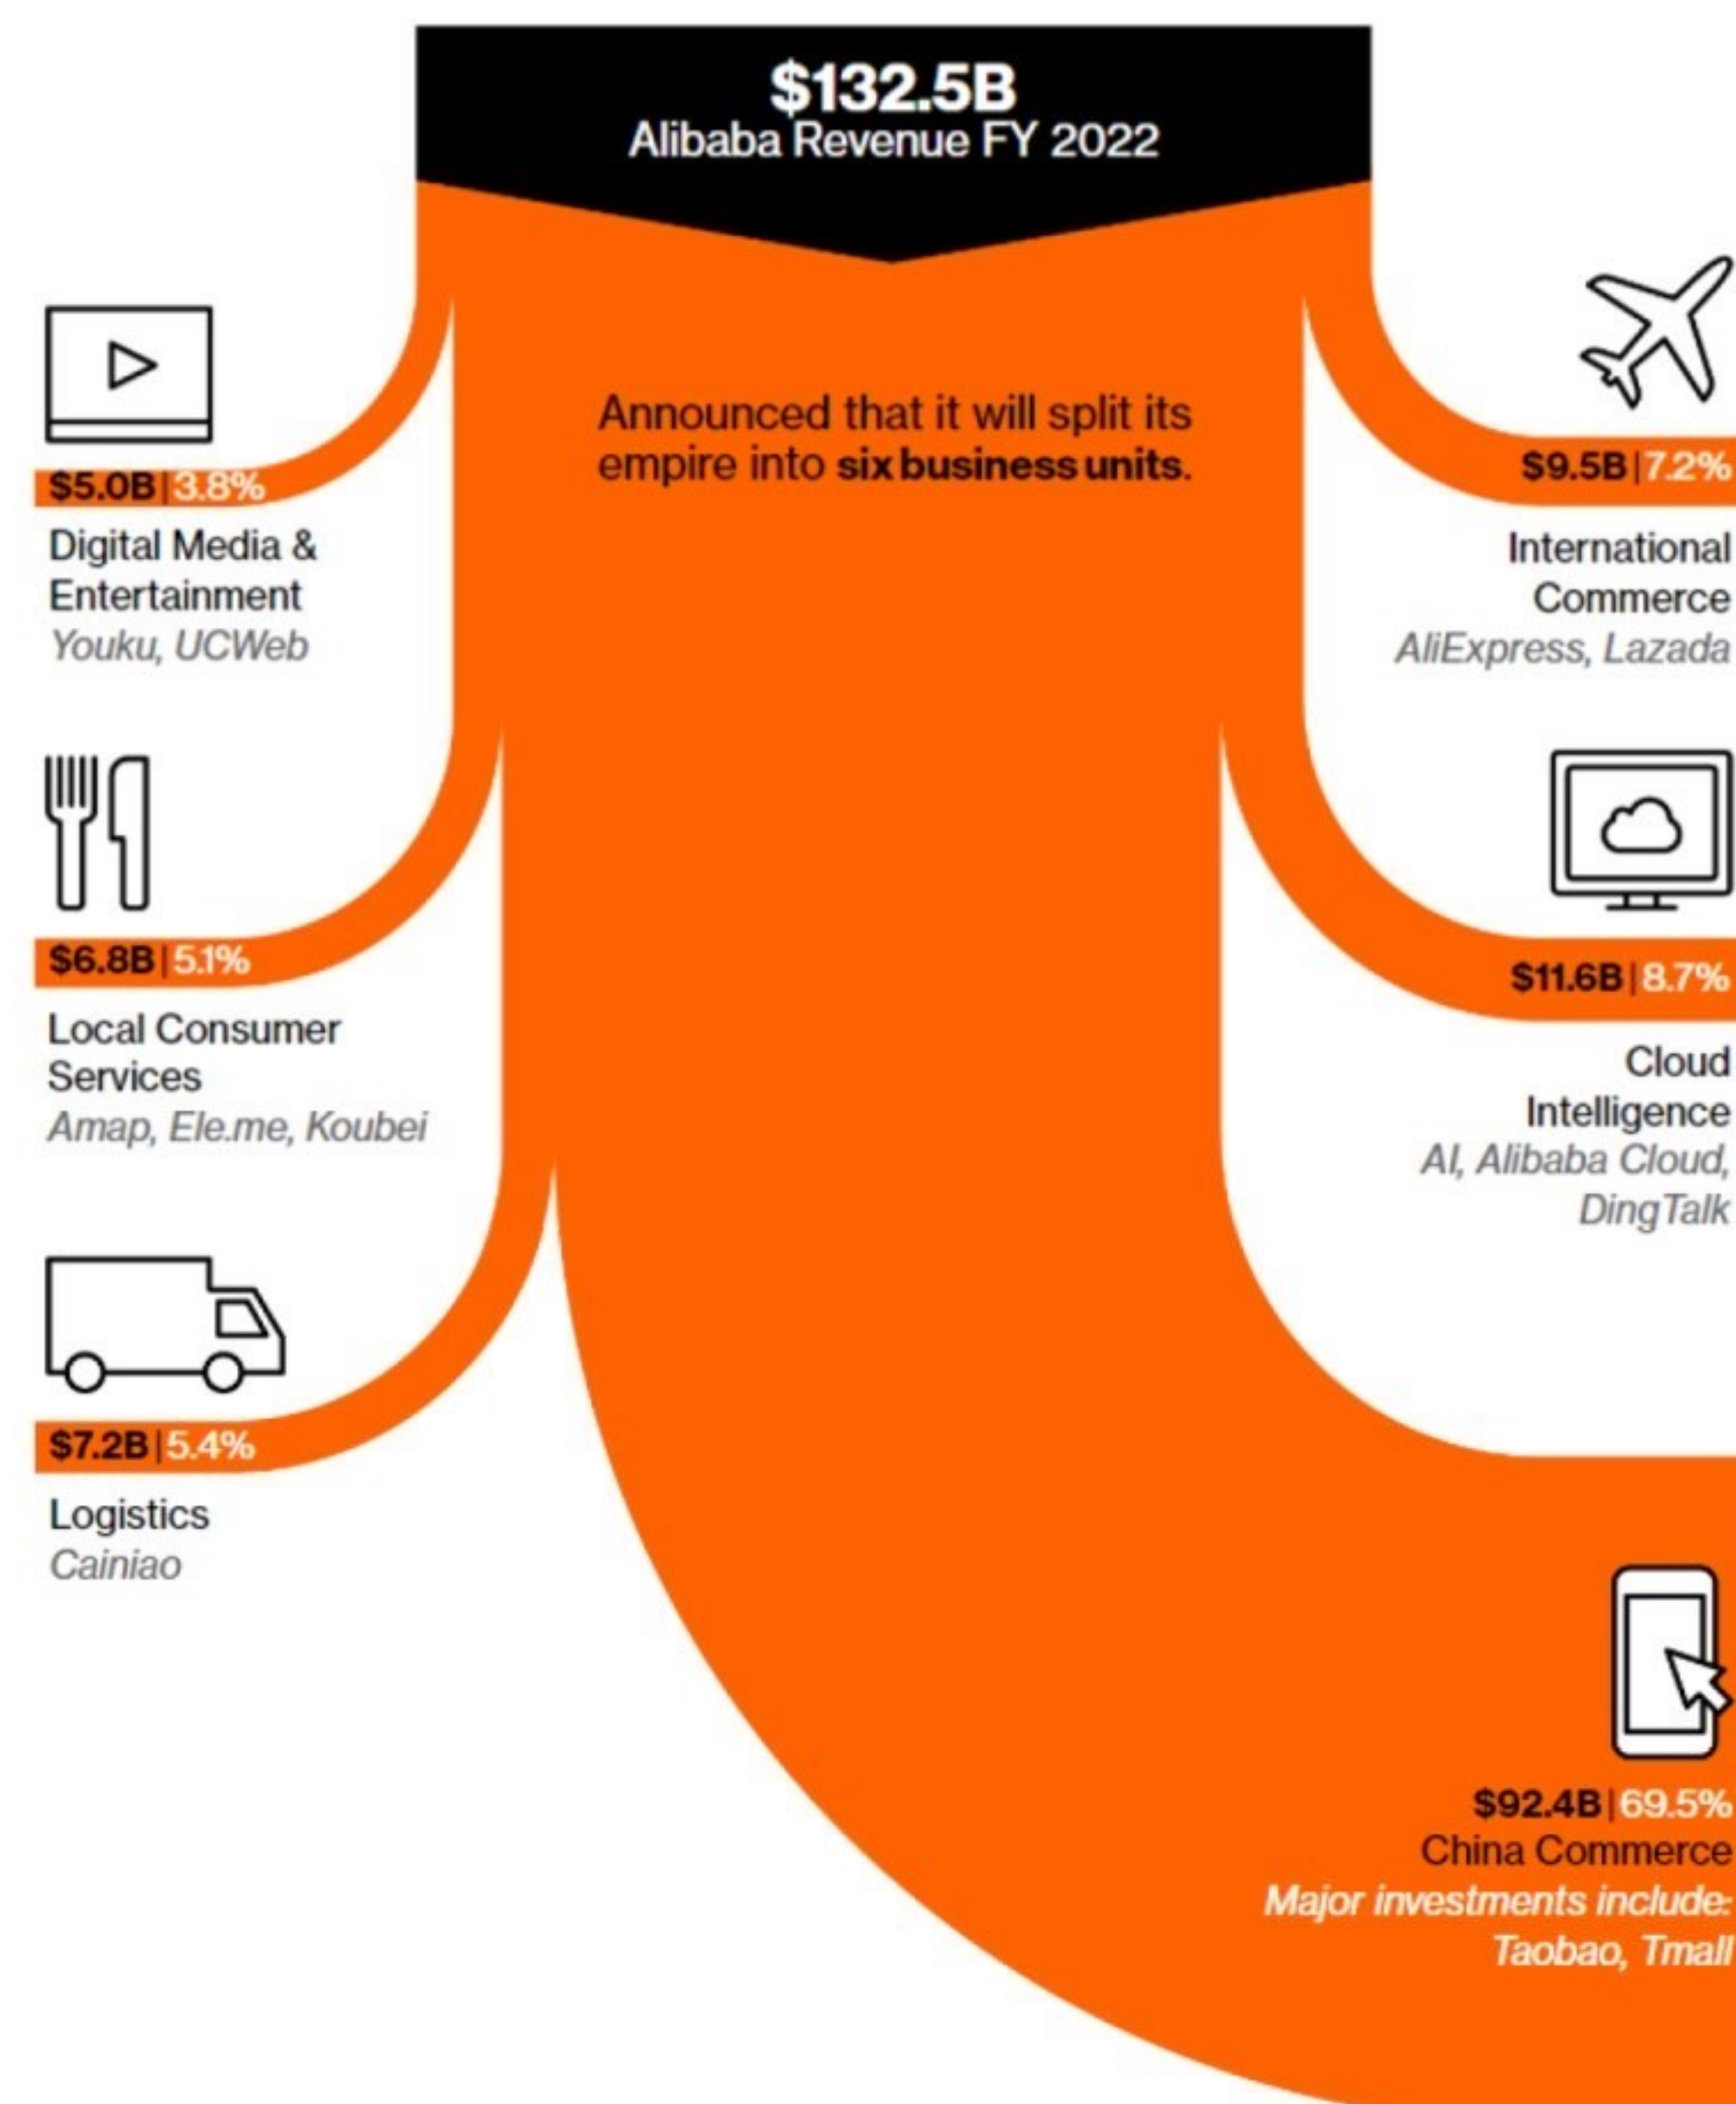 $132.5B
Alibaba Revenue FY 2022
Announced that it will split its
empire into six business units.
$5.0B|3.8%
Digital Media &
Entertainment
Youku, UCWeb
$6.8B|5.1%
Local Consumer
Services
Amap, Ele.me, Koubei
$7.2B|5.4%
Logistics
Cainiao
$9.5B|7.2%
International
Commerce
AliExpress, Lazada
$11.6B|8.7%
Cloud
Intelligence
AI, Alibaba Cloud,
DingTalk
$92.4B|69.5%
China Commerce
Major investments include:
Taobao, Tmall